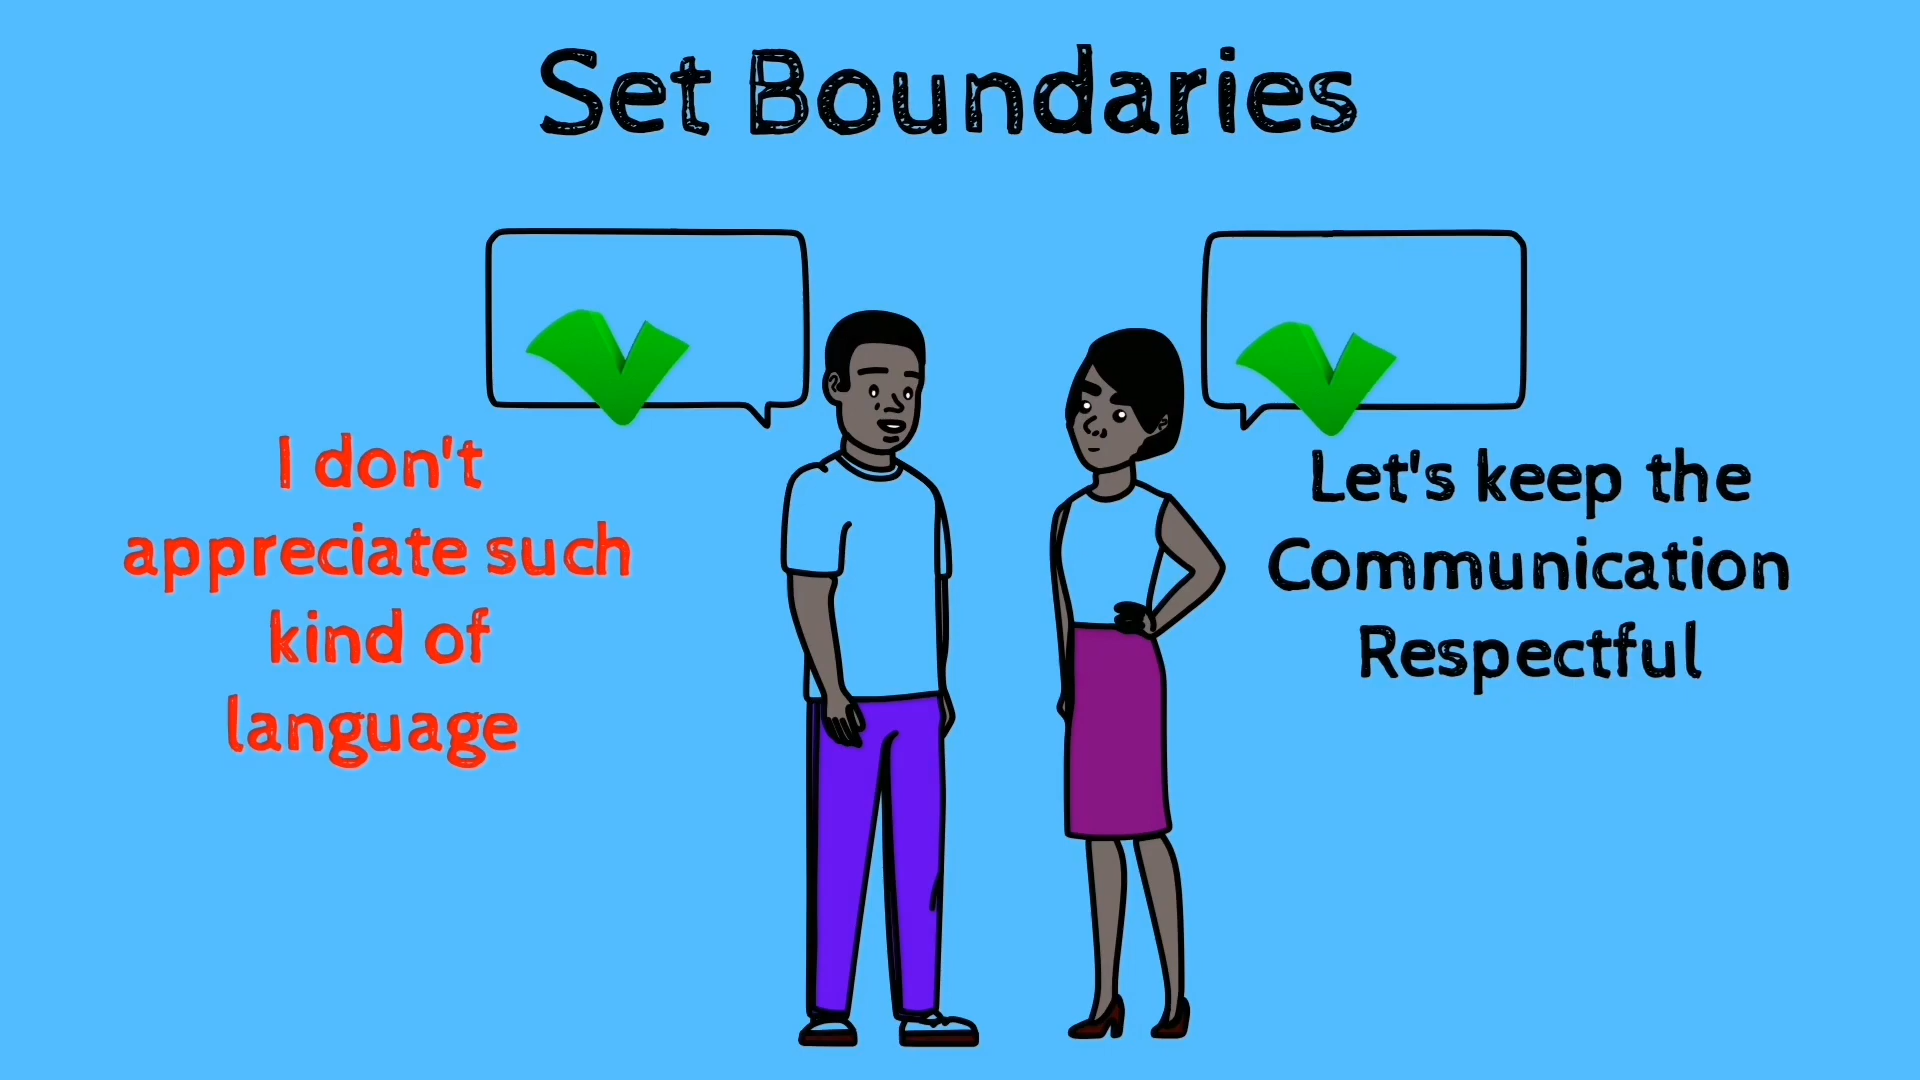 Set Boundaries
I don't
appreciate such
kind of
language
Let's keep the
Communication
Respectful